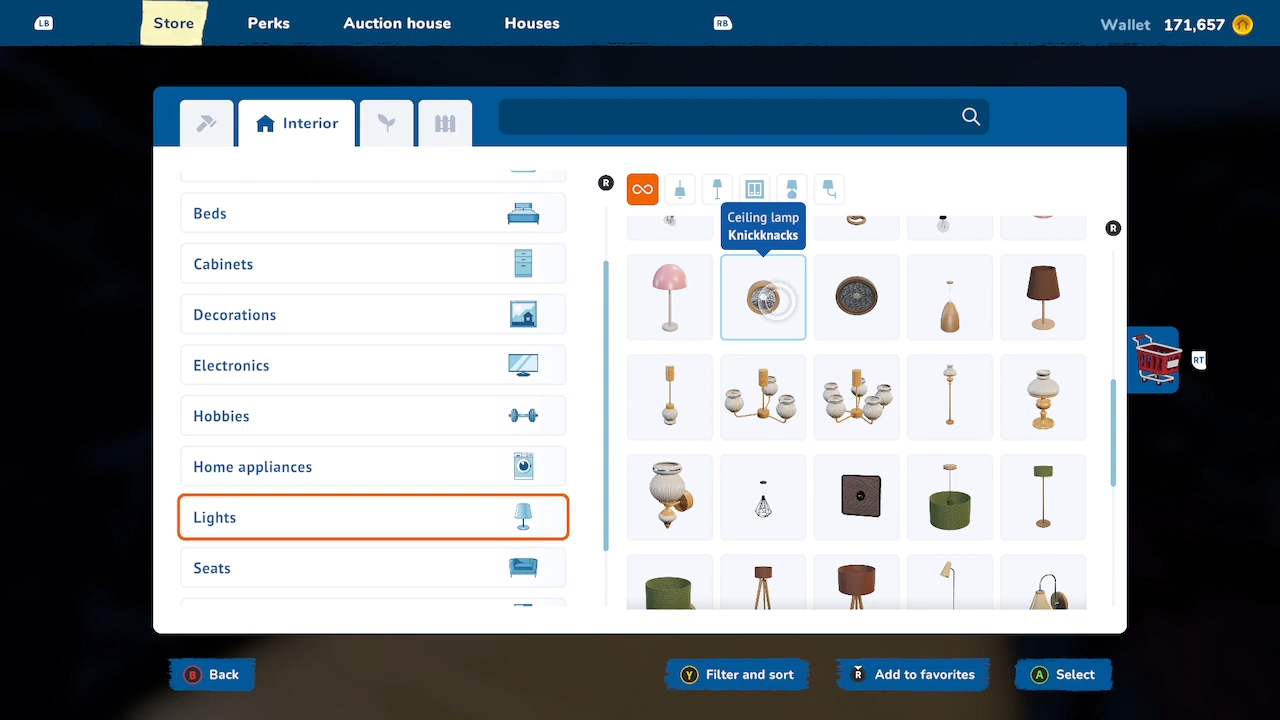 LB
Store
Perks
Auction house
Houses
RB
Wallet 171,657
Interior
R
Beds
Cabinets
Decorations
Electronics
Hobbies
Home appliances
Lights
Seats
Ceiling lamp
Knickknacks
R
RT
B Back
Y Filter and sort
R Add to favorites
A Select